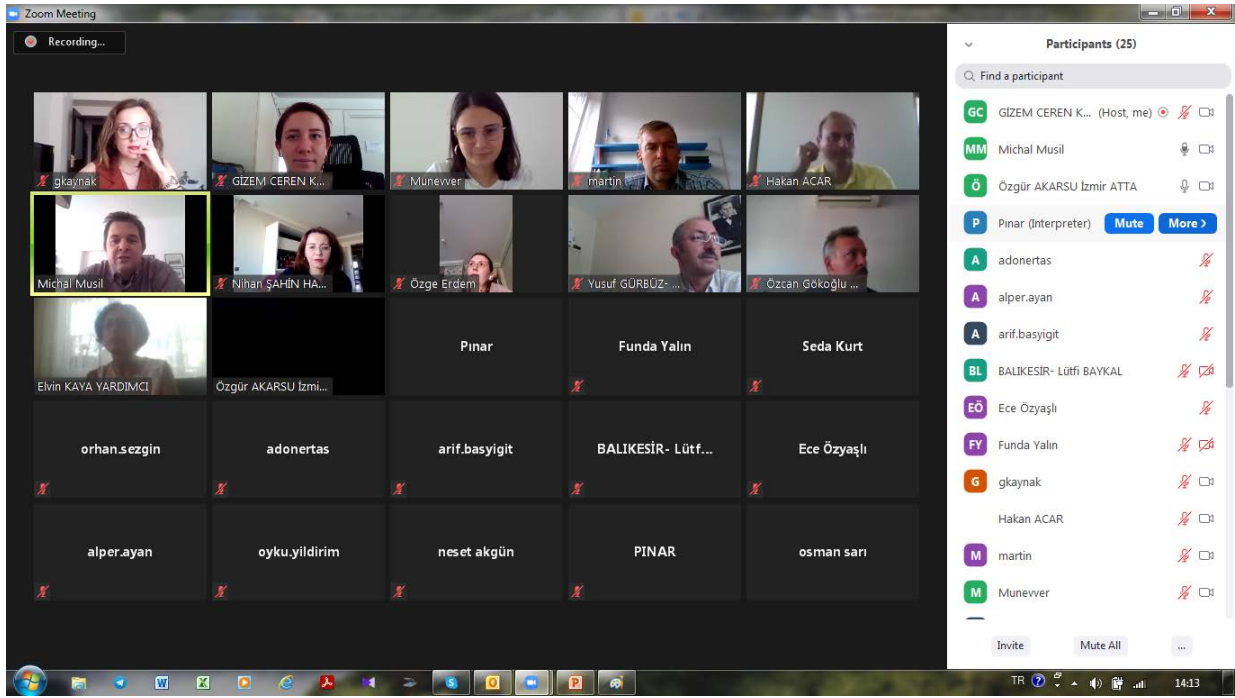 Zoom Meeting
Recording...
gkaynak
GİZEM CEREN K...
Munevver
martin
Hakan ACAR
Michal Musil
Nihan ŞAHİN HA...
Özge Erdem
Yusuf GÜRBÜZ- ...
Özcan Gökoğlu ...
Elvin KAYA YARDIMCI
Özgür AKARSU İzmi...
Pınar
Funda Yalın
Seda Kurt
orhan.sezgin
adonertas
arif.basyigit
BALIKESİR- Lütf...
Ece Özyaşlı
alper.ayan
oyku.yildirim
neset akgün
PINAR
osman sarı
Participants (25)
Find a participant
GC GİZEM CEREN K... (Host, me)
MM Michal Musil
Ö Özgür AKARSU İzmir ATTA
P Pınar (Interpreter) Mute More >
A adonertas
A alper.ayan
A arif.basyigit
BL BALIKESİR- Lütfi BAYKAL
EÖ Ece Özyaşlı
FY Funda Yalın
G gkaynak
Hakan ACAR
M martin
M Munevver
Invite Mute All ...
TR 14:13